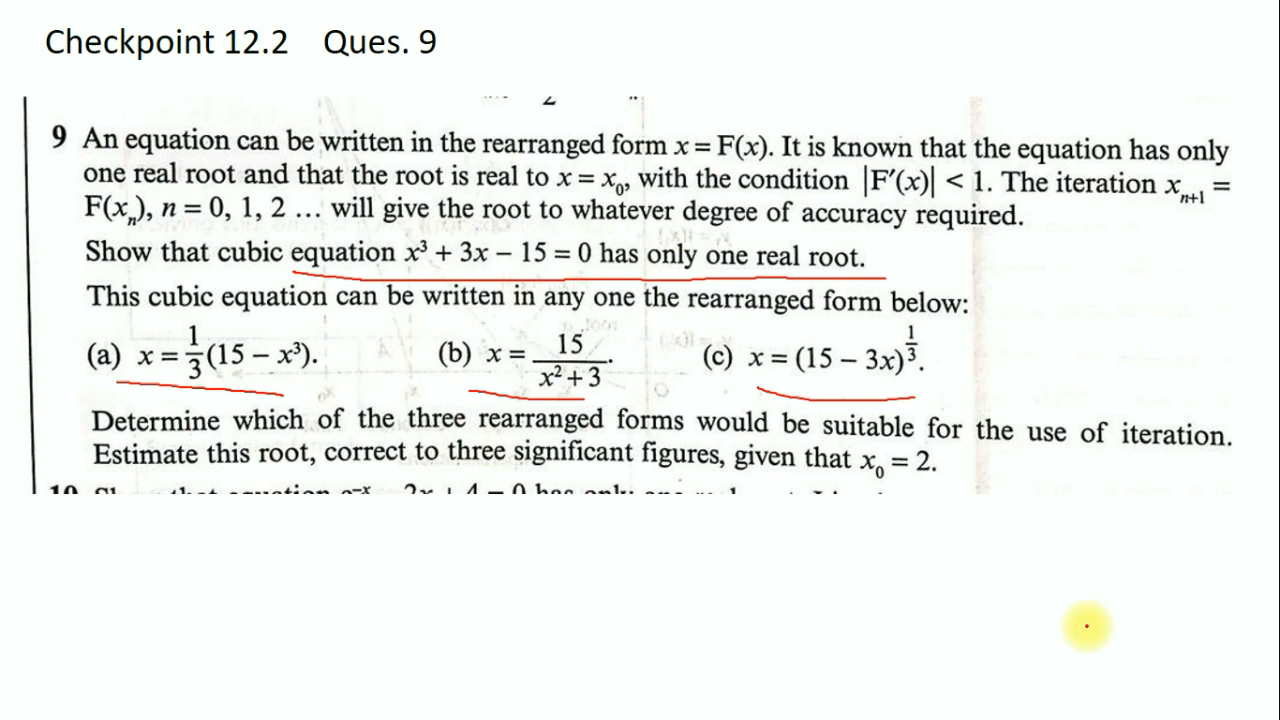 Checkpoint 12.2 Ques. 9
9 An equation can be written in the rearranged form x = F(x). It is known that the equation has only
one real root and that the root is real to x = x₀, with the condition |F′(x)| < 1. The iteration xₙ₊₁ =
F(xₙ), n = 0, 1, 2 ... will give the root to whatever degree of accuracy required.
Show that cubic equation x³ + 3x − 15 = 0 has only one real root.
This cubic equation can be written in any one the rearranged form below:
(a) x = 1/3(15 − x³). (b) x = 15/(x² + 3). (c) x = (15 − 3x)^(1/3).
Determine which of the three rearranged forms would be suitable for the use of iteration.
Estimate this root, correct to three significant figures, given that x₀ = 2.